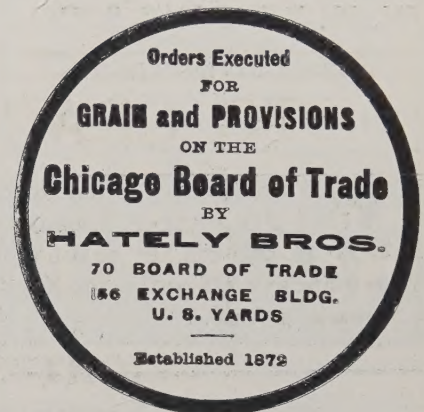 Orders Executed
FOR
GRAIN and PROVISIONS
ON THE
Chicago Board of Trade
BY
HATELY BROS.
70 BOARD OF TRADE
156 EXCHANGE BLDG.
U. S. YARDS
Established 1872